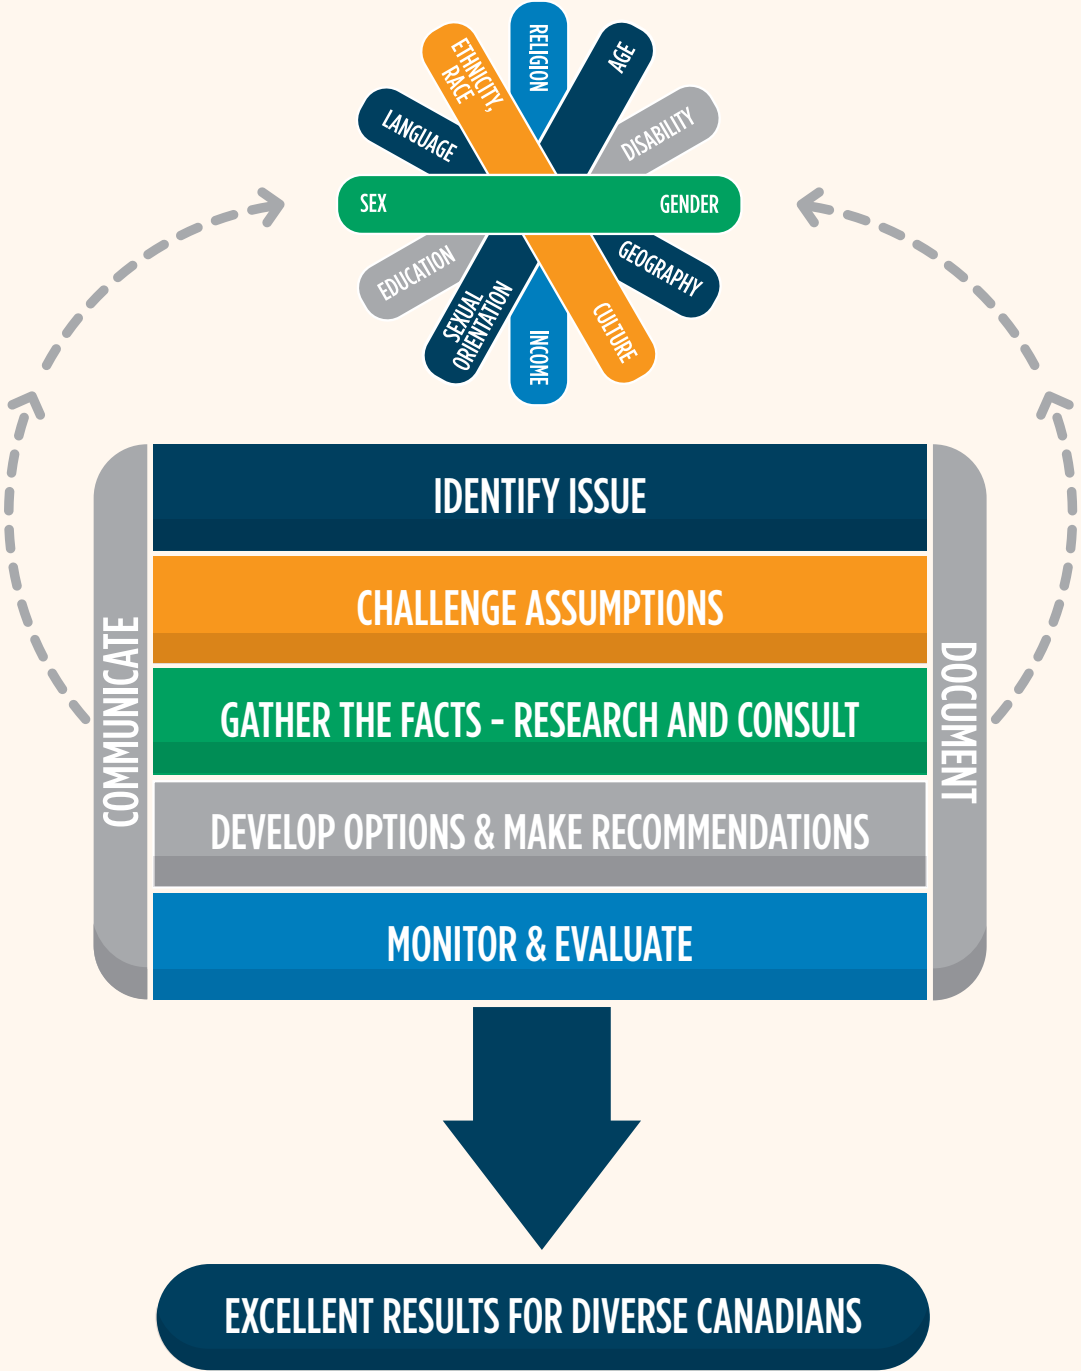 RELIGION
AGE
ETHNICITY,
RACE
DISABILITY
LANGUAGE
SEX
GENDER
EDUCATION
GEOGRAPHY
SEXUAL
ORIENTATION
INCOME
CULTURE
IDENTIFY ISSUE
CHALLENGE ASSUMPTIONS
COMMUNICATE
GATHER THE FACTS - RESEARCH AND CONSULT
DOCUMENT
DEVELOP OPTIONS & MAKE RECOMMENDATIONS
MONITOR & EVALUATE
EXCELLENT RESULTS FOR DIVERSE CANADIANS